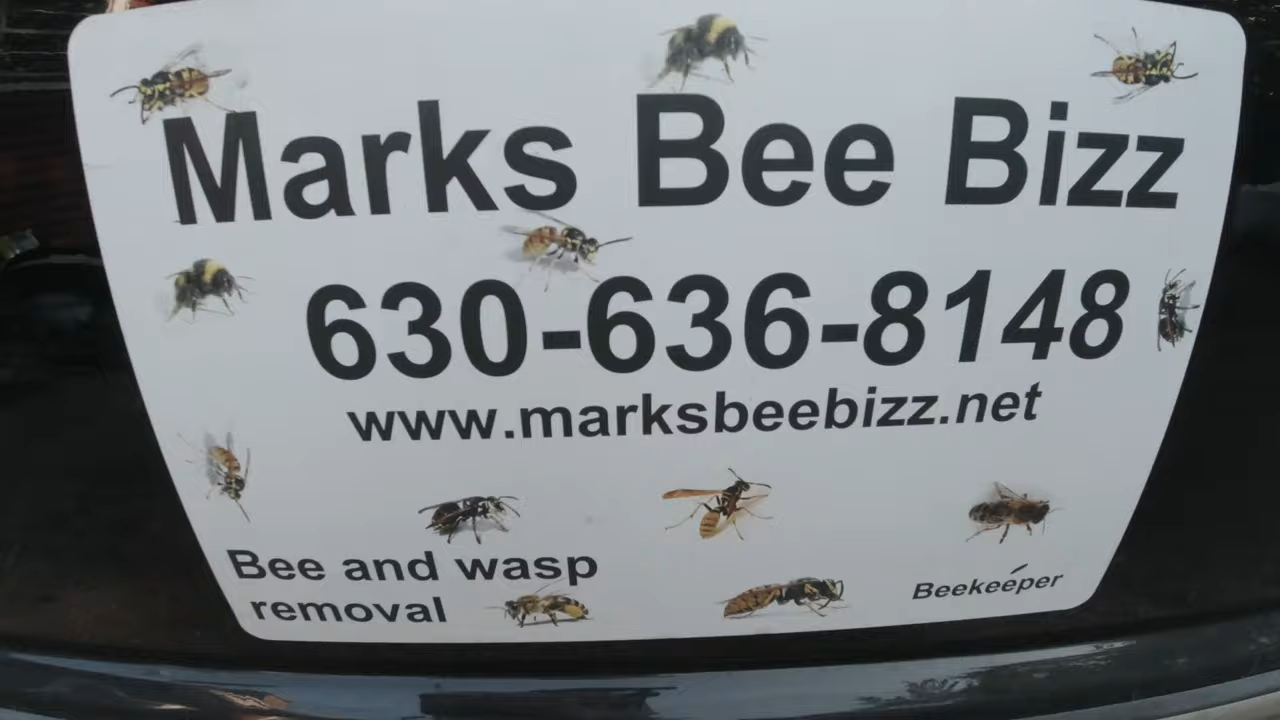 Marks Bee Bizz
630-636-8148
www.marksbeebizz.net
Bee and wasp
removal
Beekeeper